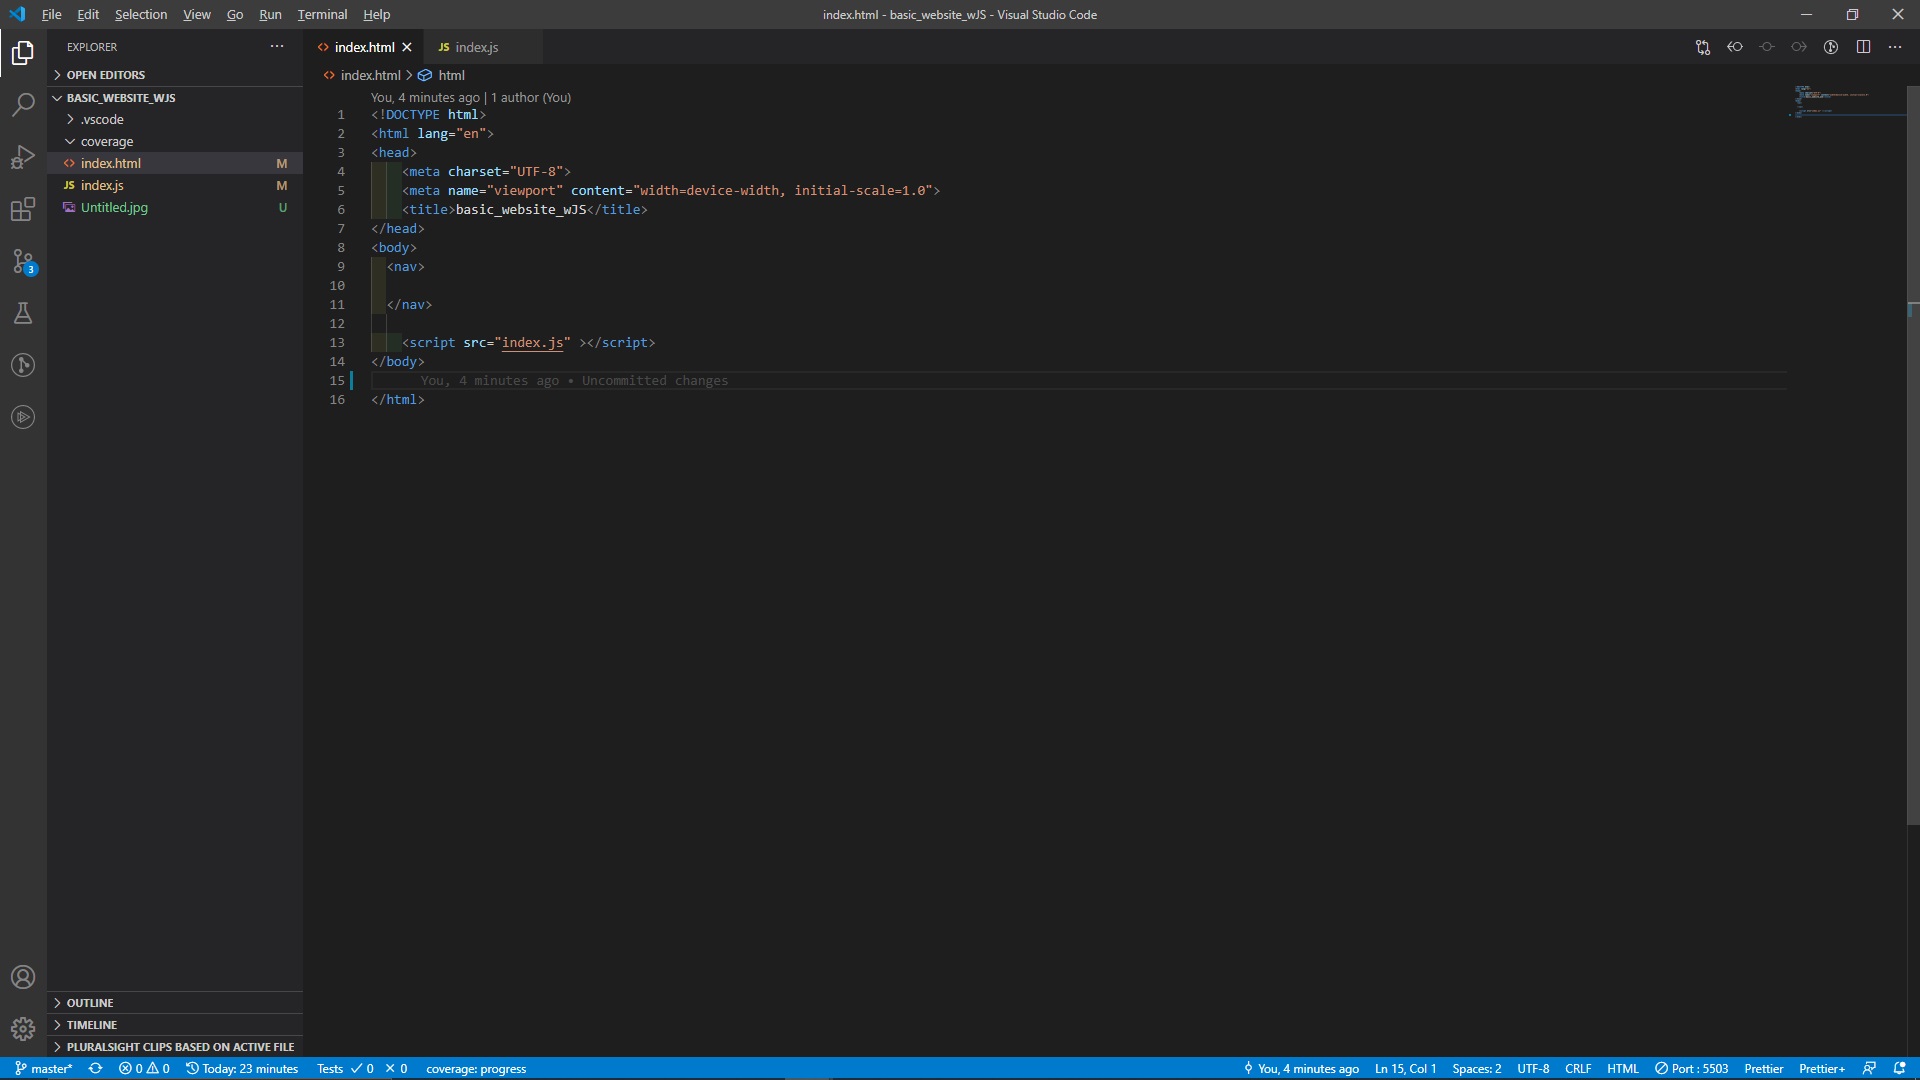 File Edit Selection View Go Run Terminal Help
index.html - basic_website_wJS - Visual Studio Code
EXPLORER
OPEN EDITORS
BASIC_WEBSITE_WJS
.vscode
coverage
index.html M
JS index.js M
Untitled.jpg U
3
OUTLINE
TIMELINE
PLURALSIGHT CLIPS BASED ON ACTIVE FILE
index.html JS index.js
index.html > html
You, 4 minutes ago | 1 author (You)
1 <!DOCTYPE html>
2 <html lang="en">
3 <head>
4 <meta charset="UTF-8">
5 <meta name="viewport" content="width=device-width, initial-scale=1.0">
6 <title>basic_website_wJS</title>
7 </head>
8 <body>
9 <nav>
10
11 </nav>
12
13 <script src="index.js" ></script>
14 </body>
15 You, 4 minutes ago • Uncommitted changes
16 </html>
master* 0 0 Today: 23 minutes Tests ✓ 0 × 0 coverage: progress You, 4 minutes ago Ln 15, Col 1 Spaces: 2 UTF-8 CRLF HTML Port : 5503 Prettier Prettier+